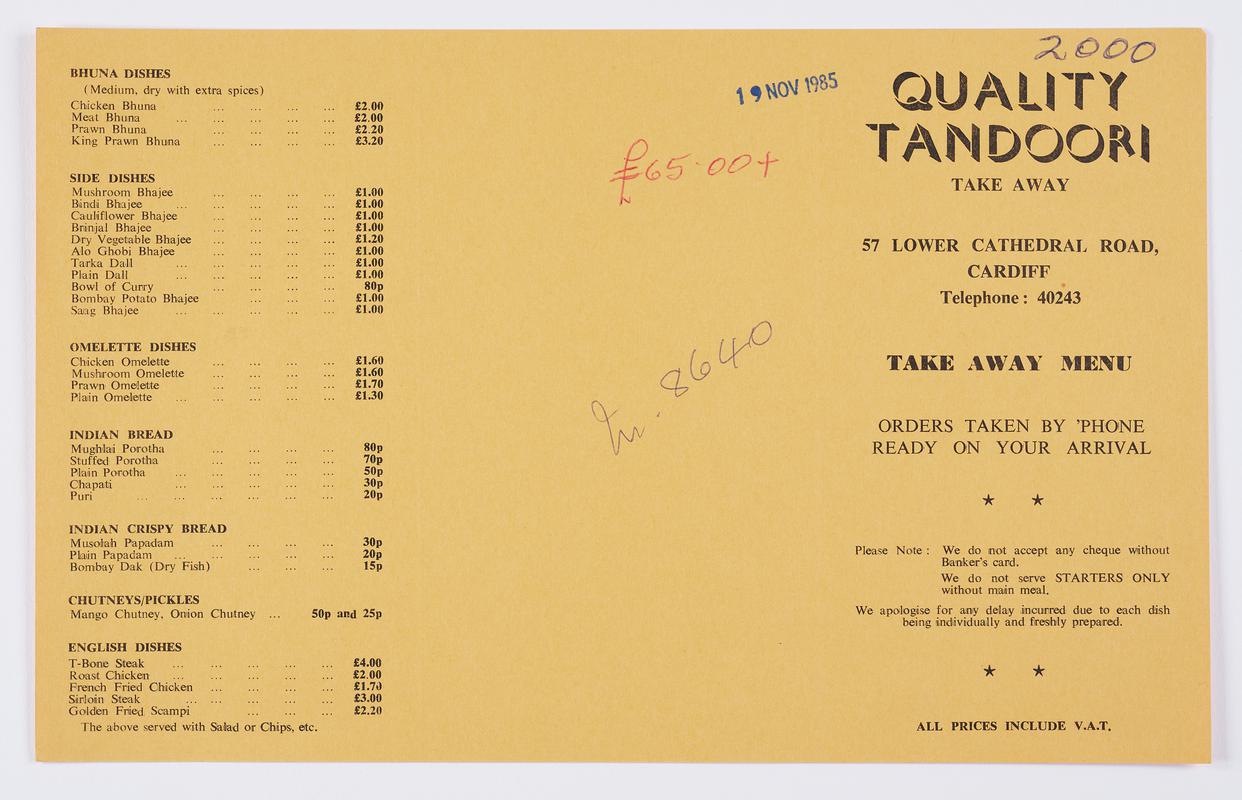 BHUNA DISHES
(Medium, dry with extra spices)
Chicken Bhuna ... ... ... ... £2.00
Meat Bhuna ... ... ... ... ... £2.00
Prawn Bhuna ... ... ... ... £2.20
King Prawn Bhuna ... ... ... ... £3.20
SIDE DISHES
Mushroom Bhajee ... ... ... ... £1.00
Bindi Bhajee ... ... ... ... ... £1.00
Cauliflower Bhajee ... ... ... ... £1.00
Brinjal Bhajee ... ... ... ... £1.00
Dry Vegetable Bhajee ... ... ... ... £1.20
Alo Ghobi Bhajee ... ... ... ... £1.00
Tarka Dall ... ... ... ... ... £1.00
Plain Dall ... ... ... ... ... £1.00
Bowl of Curry ... ... ... ... 80p
Bombay Potato Bhajee ... ... ... £1.00
Saag Bhajee ... ... ... ... ... £1.00
OMELETTE DISHES
Chicken Omelette ... ... ... ... £1.60
Mushroom Omelette ... ... ... ... £1.60
Prawn Omelette ... ... ... ... £1.70
Plain Omelette ... ... ... ... ... £1.30
INDIAN BREAD
Mughlai Porotha ... ... ... ... 80p
Stuffed Porotha ... ... ... ... 70p
Plain Porotha ... ... ... ... ... 50p
Chapati ... ... ... ... ... 30p
Puri ... ... ... ... ... ... 20p
INDIAN CRISPY BREAD
Musolah Papadam ... ... ... ... 30p
Plain Papadam ... ... ... ... ... 20p
Bombay Dak (Dry Fish) ... ... ... 15p
CHUTNEYS/PICKLES
Mango Chutney, Onion Chutney ... 50p and 25p
ENGLISH DISHES
T-Bone Steak ... ... ... ... ... £4.00
Roast Chicken ... ... ... ... ... £2.00
French Fried Chicken ... ... ... ... £1.70
Sirloin Steak ... ... ... ... ... £3.00
Golden Fried Scampi ... ... ... £2.20
The above served with Salad or Chips, etc.
19 NOV 1985
£65.00+
8640
2000
QUALITY
TANDOORI
TAKE AWAY
57 LOWER CATHEDRAL ROAD,
CARDIFF
Telephone : 40243
TAKE AWAY MENU
ORDERS TAKEN BY 'PHONE
READY ON YOUR ARRIVAL
★ ★
Please Note : We do not accept any cheque without
Banker's card.
We do not serve STARTERS ONLY
without main meal.
We apologise for any delay incurred due to each dish
being individually and freshly prepared.
★ ★
ALL PRICES INCLUDE V.A.T.